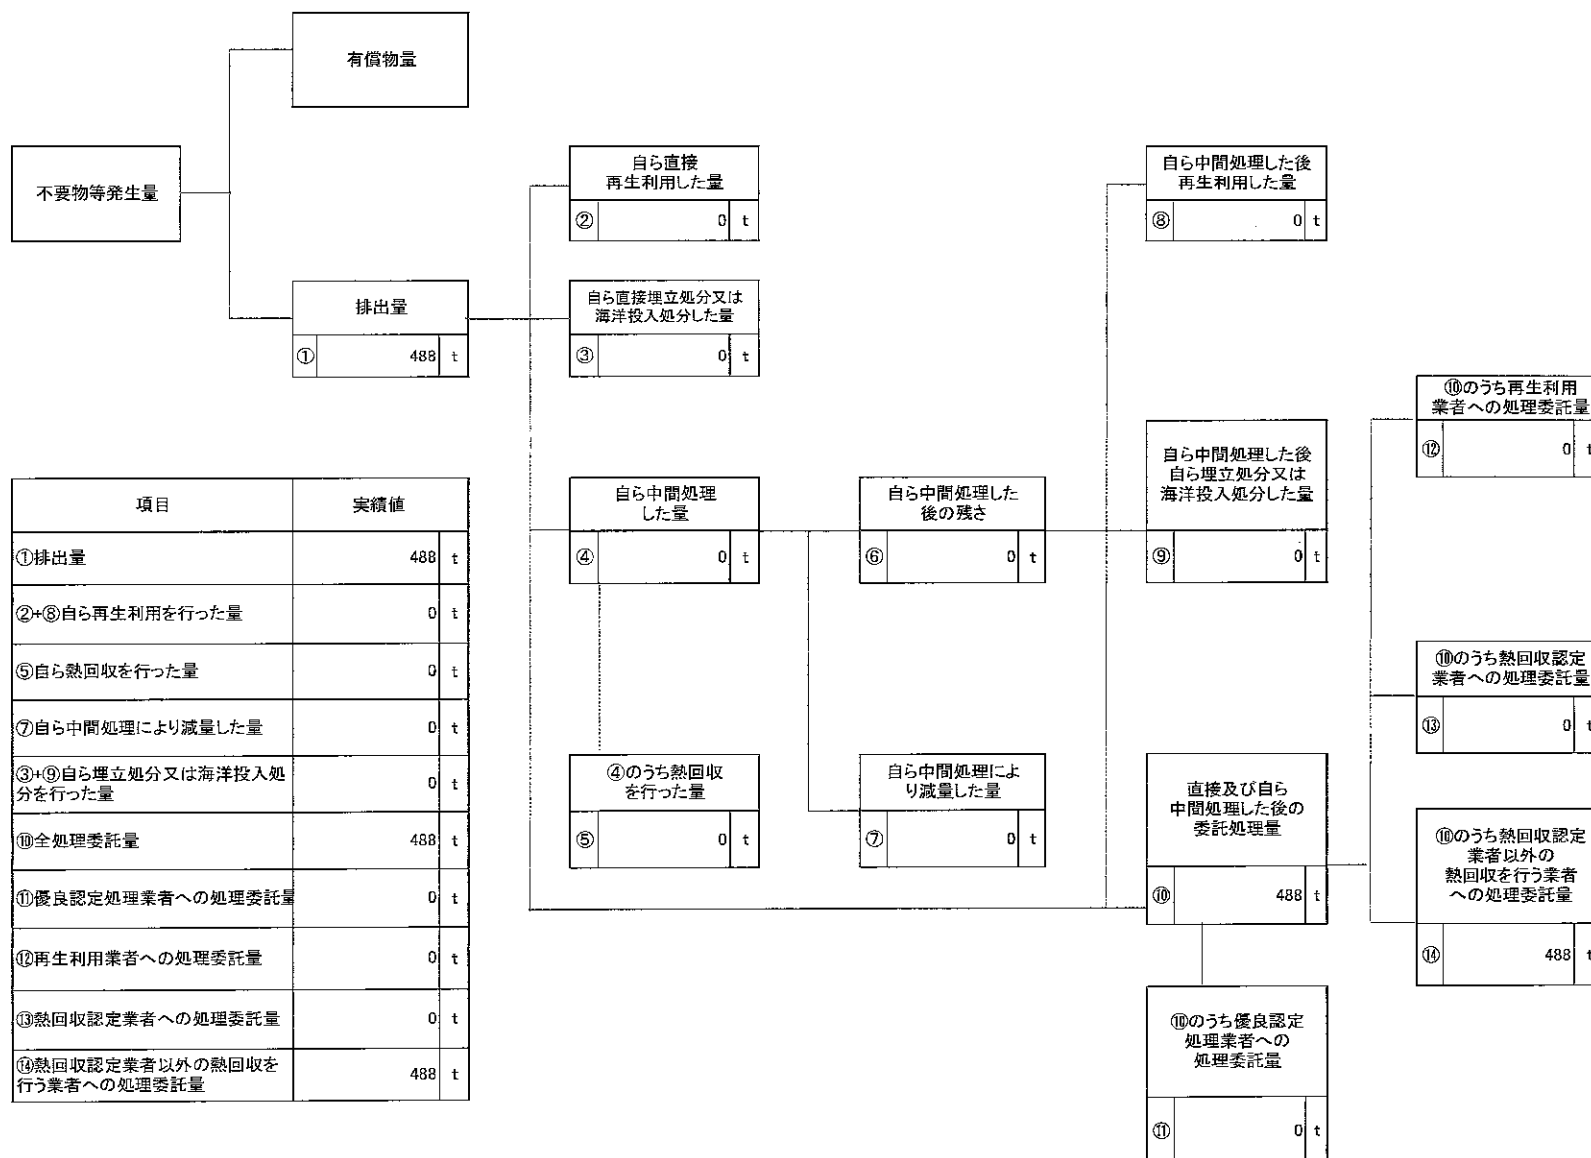 有償物量
不要物等発生量
排出量
① 488 t
自ら直接
再生利用した量
② 0 t
自ら直接埋立処分又は
海洋投入処分した量
③ 0 t
自ら中間処理
した量
④ 0 t
④のうち熱回収
を行った量
⑤ 0 t
自ら中間処理した
後の残さ
⑥ 0 t
自ら中間処理によ
り減量した量
⑦ 0 t
自ら中間処理した後
再生利用した量
⑧ 0 t
自ら中間処理した後
自ら埋立処分又は
海洋投入処分した量
⑨ 0 t
直接及び自ら
中間処理した後の
委託処理量
⑩ 488 t
⑩のうち優良認定
処理業者への
処理委託量
⑪ 0 t
⑩のうち再生利用
業者への処理委託量
⑫ 0 t
⑩のうち熱回収認定
業者への処理委託量
⑬ 0 t
⑩のうち熱回収認定
業者以外の
熱回収を行う業者
への処理委託量
⑭ 488 t
項目 実績値
①排出量 488 t
②+⑧自ら再生利用を行った量 0 t
⑤自ら熱回収を行った量 0 t
⑦自ら中間処理により減量した量 0 t
③+⑨自ら埋立処分又は海洋投入処
分を行った量 0 t
⑩全処理委託量 488 t
⑪優良認定処理業者への処理委託量 0 t
⑫再生利用業者への処理委託量 0 t
⑬熱回収認定業者への処理委託量 0 t
⑭熱回収認定業者以外の熱回収を
行う業者への処理委託量 488 t